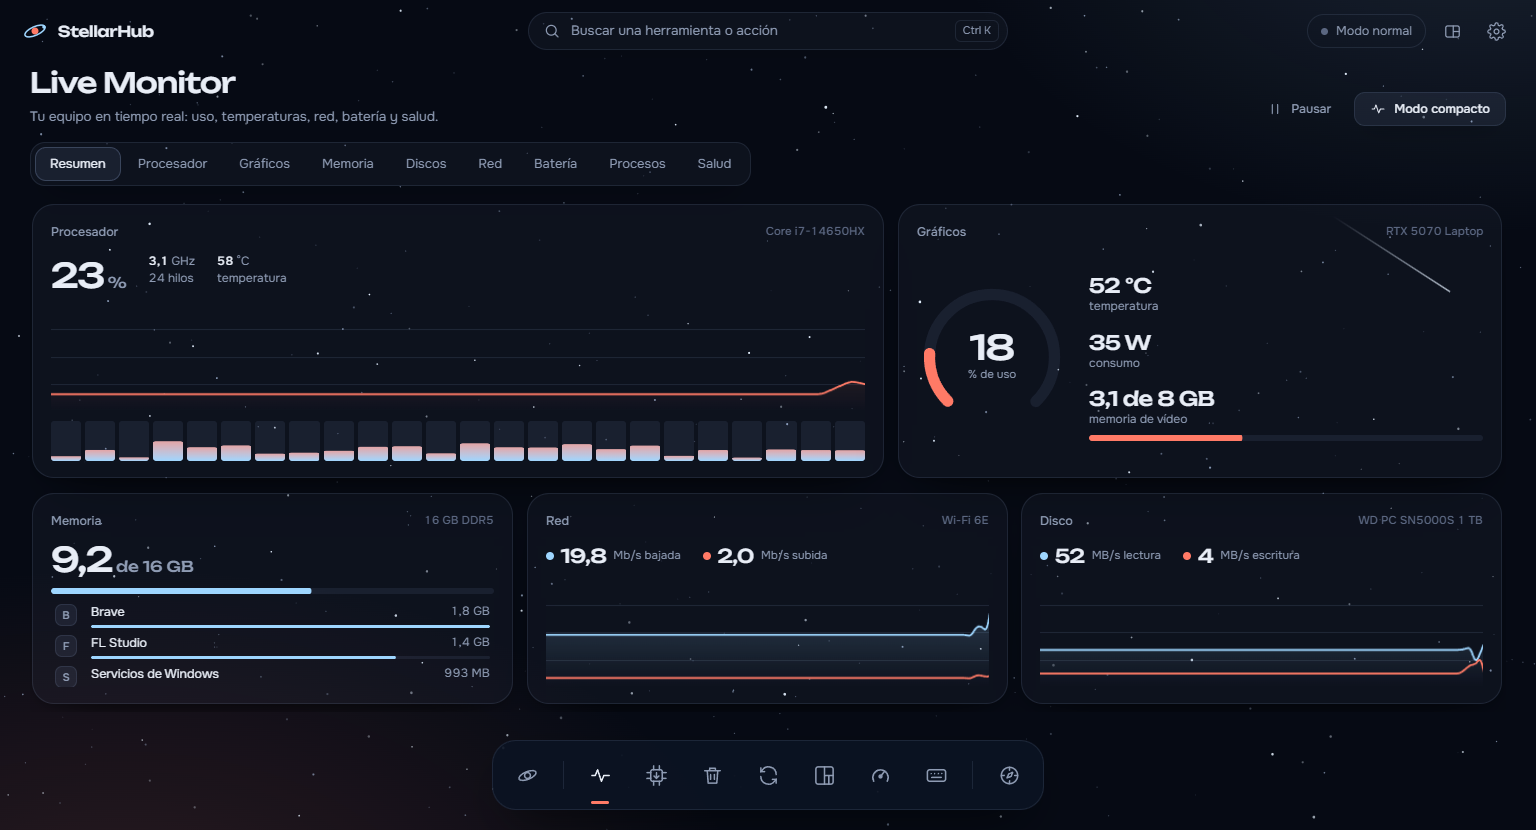 StellarHub
Buscar una herramienta o acción
Ctrl K
Modo normal
Live Monitor
Tu equipo en tiempo real: uso, temperaturas, red, batería y salud.
Pausar
Modo compacto
Resumen
Procesador
Gráficos
Memoria
Discos
Red
Batería
Procesos
Salud
Procesador
Core i7-14650HX
23 %
3,1 GHz
24 hilos
58 °C
temperatura
Gráficos
RTX 5070 Laptop
18
% de uso
52 °C
temperatura
35 W
consumo
3,1 de 8 GB
memoria de vídeo
Memoria
16 GB DDR5
9,2 de 16 GB
B
Brave
1,8 GB
F
FL Studio
1,4 GB
S
Servicios de Windows
993 MB
Red
Wi-Fi 6E
19,8 Mb/s bajada
2,0 Mb/s subida
Disco
WD PC SN5000S 1 TB
52 MB/s lectura
4 MB/s escritura